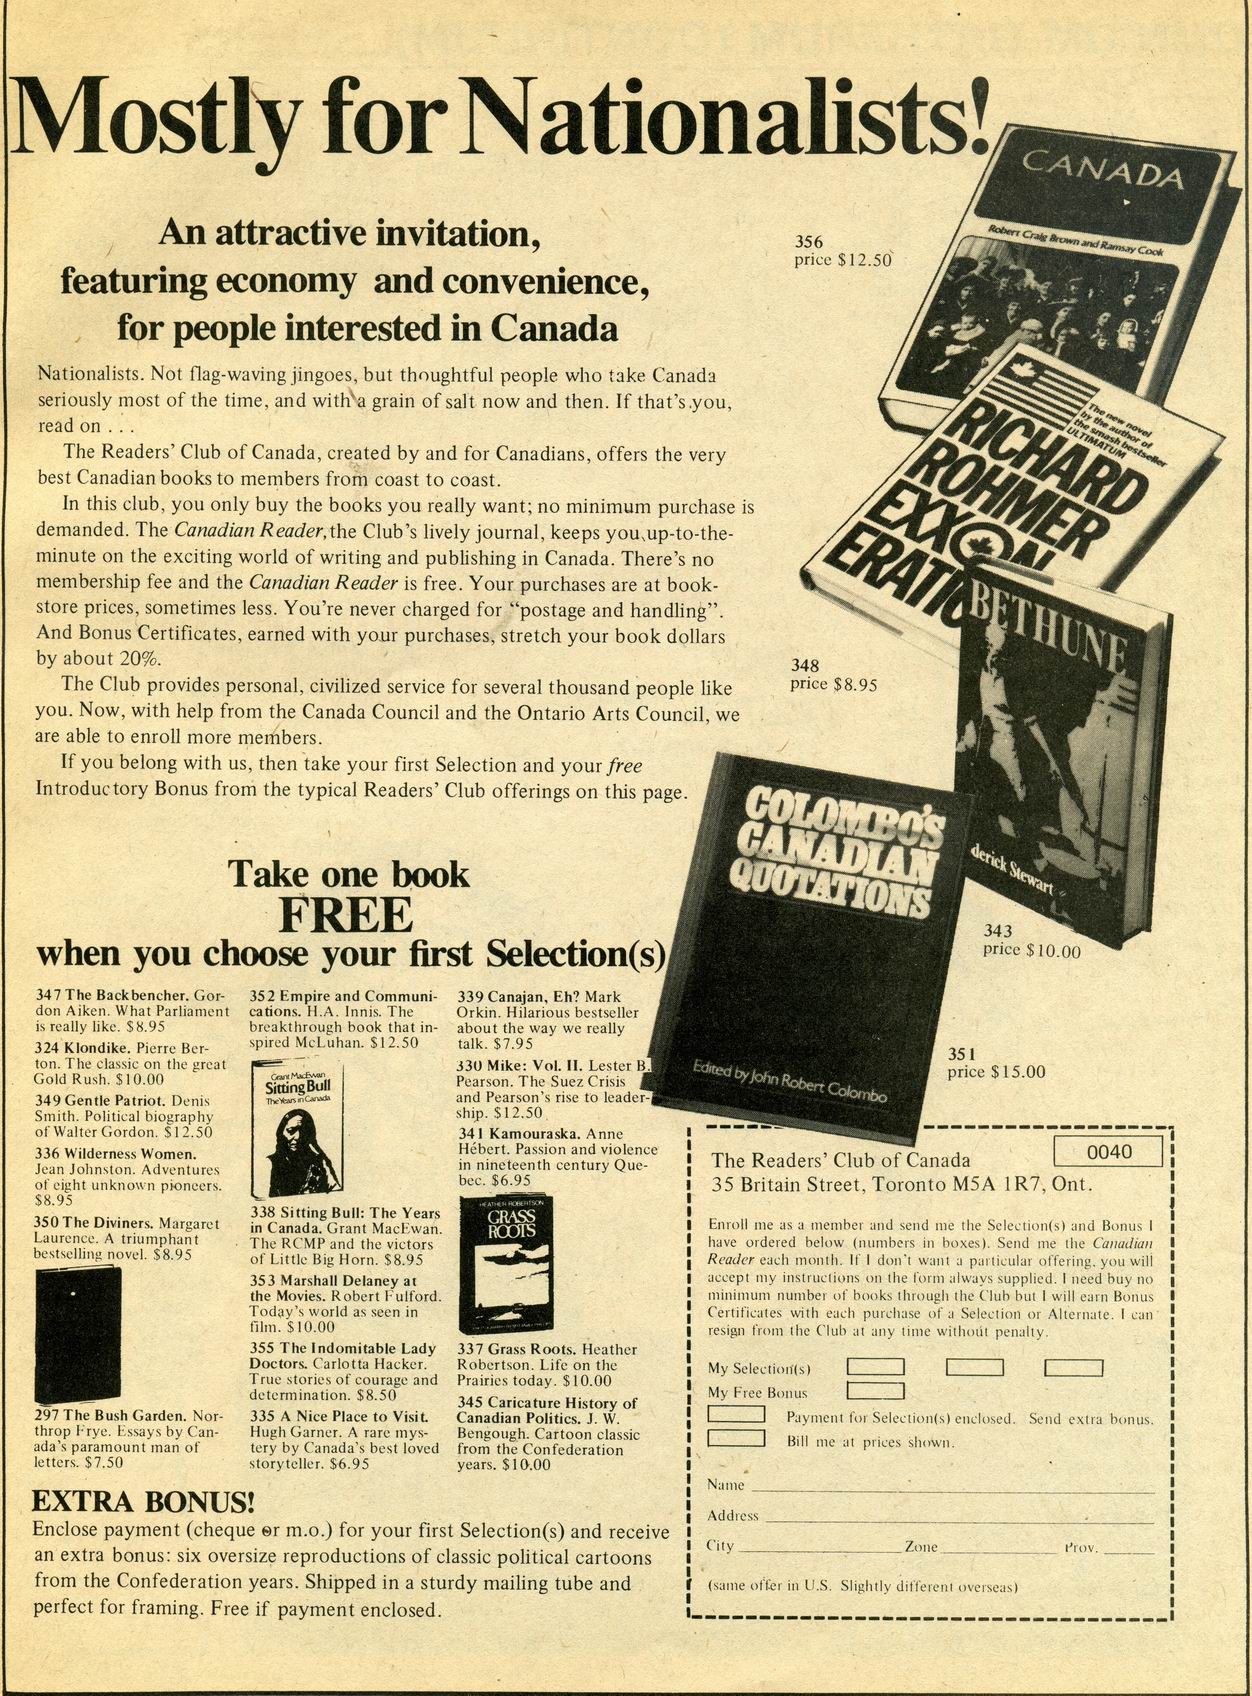 Mostly for Nationalists!
An attractive invitation,
featuring economy and convenience,
for people interested in Canada
Nationalists. Not flag-waving jingoes, but thoughtful people who take Canada
seriously most of the time, and with a grain of salt now and then. If that's you,
read on . . .
The Readers' Club of Canada, created by and for Canadians, offers the very
best Canadian books to members from coast to coast.
In this club, you only buy the books you really want; no minimum purchase is
demanded. The Canadian Reader, the Club's lively journal, keeps you up-to-the-
minute on the exciting world of writing and publishing in Canada. There's no
membership fee and the Canadian Reader is free. Your purchases are at book-
store prices, sometimes less. You're never charged for "postage and handling".
And Bonus Certificates, earned with your purchases, stretch your book dollars
by about 20%.
The Club provides personal, civilized service for several thousand people like
you. Now, with help from the Canada Council and the Ontario Arts Council, we
are able to enroll more members.
If you belong with us, then take your first Selection and your free
Introductory Bonus from the typical Readers' Club offerings on this page.
356
price $12.50
CANADA
Robert Craig Brown and Ramsay Cook
The new novel
by the author of
the smash bestseller
ULTIMATUM
RICHARD
ROHMER
EXXON
ERATIO
348
price $8.95
BETHUNE
derick Stewart
343
price $10.00
COLOMBO'S
CANADIAN
QUOTATIONS
Edited by John Robert Colombo
351
price $15.00
Take one book
FREE
when you choose your first Selection(s)
347 The Backbencher. Gor-
don Aiken. What Parliament
is really like. $8.95
324 Klondike. Pierre Ber-
ton. The classic on the great
Gold Rush. $10.00
349 Gentle Patriot. Denis
Smith. Political biography
of Walter Gordon. $12.50
336 Wilderness Women.
Jean Johnston. Adventures
of eight unknown pioneers.
$8.95
350 The Diviners. Margaret
Laurence. A triumphant
bestselling novel. $8.95
297 The Bush Garden. Nor-
throp Frye. Essays by Can-
ada's paramount man of
letters. $7.50
352 Empire and Communi-
cations. H.A. Innis. The
breakthrough book that in-
spired McLuhan. $12.50
Grant MacEwan
Sitting Bull
The Years in Canada
338 Sitting Bull: The Years
in Canada. Grant MacEwan.
The RCMP and the victors
of Little Big Horn. $8.95
353 Marshall Delaney at
the Movies. Robert Fulford.
Today's world as seen in
film. $10.00
355 The Indomitable Lady
Doctors. Carlotta Hacker.
True stories of courage and
determination. $8.50
335 A Nice Place to Visit.
Hugh Garner. A rare mys-
tery by Canada's best loved
storyteller. $6.95
339 Canajan, Eh? Mark
Orkin. Hilarious bestseller
about the way we really
talk. $7.95
330 Mike: Vol. II. Lester B.
Pearson. The Suez Crisis
and Pearson's rise to leader-
ship. $12.50
341 Kamouraska. Anne
Hébert. Passion and violence
in nineteenth century Que-
bec. $6.95
HEATHER ROBERTSON
GRASS
ROOTS
337 Grass Roots. Heather
Robertson. Life on the
Prairies today. $10.00
345 Caricature History of
Canadian Politics. J. W.
Bengough. Cartoon classic
from the Confederation
years. $10.00
EXTRA BONUS!
Enclose payment (cheque or m.o.) for your first Selection(s) and receive
an extra bonus: six oversize reproductions of classic political cartoons
from the Confederation years. Shipped in a sturdy mailing tube and
perfect for framing. Free if payment enclosed.
0040
The Readers' Club of Canada
35 Britain Street, Toronto M5A 1R7, Ont.
Enroll me as a member and send me the Selection(s) and Bonus I
have ordered below (numbers in boxes). Send me the Canadian
Reader each month. If I don't want a particular offering, you will
accept my instructions on the form always supplied. I need buy no
minimum number of books through the Club but I will earn Bonus
Certificates with each purchase of a Selection or Alternate. I can
resign from the Club at any time without penalty.
My Selection(s)
My Free Bonus
Payment for Selection(s) enclosed. Send extra bonus.
Bill me at prices shown.
Name
Address
City Zone Prov.
(same offer in U.S. Slightly different overseas)